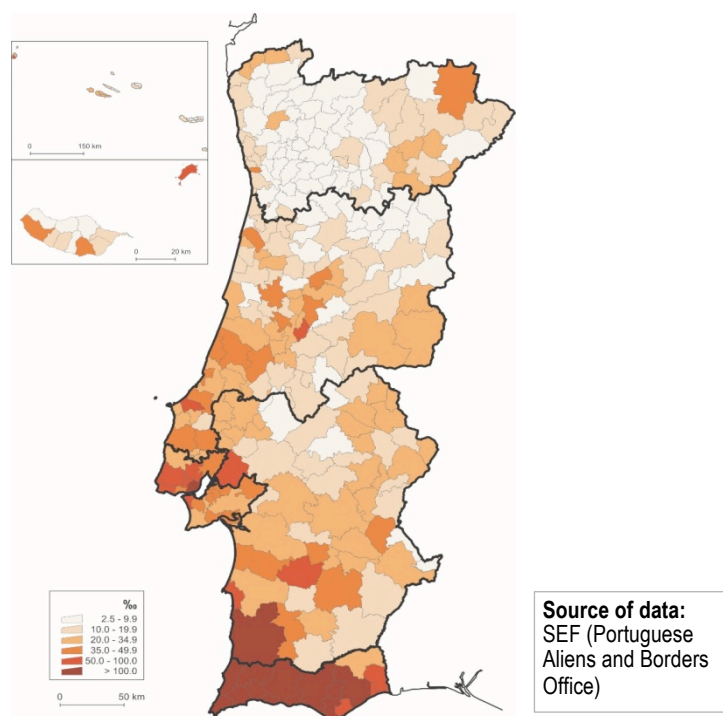 0 150 km
0 20 km
‰
2.5 - 9.9
10.0 - 19.9
20.0 - 34.9
35.0 - 49.9
50.0 - 100.0
> 100.0
0 50 km
Source of data:
SEF (Portuguese
Aliens and Borders
Office)